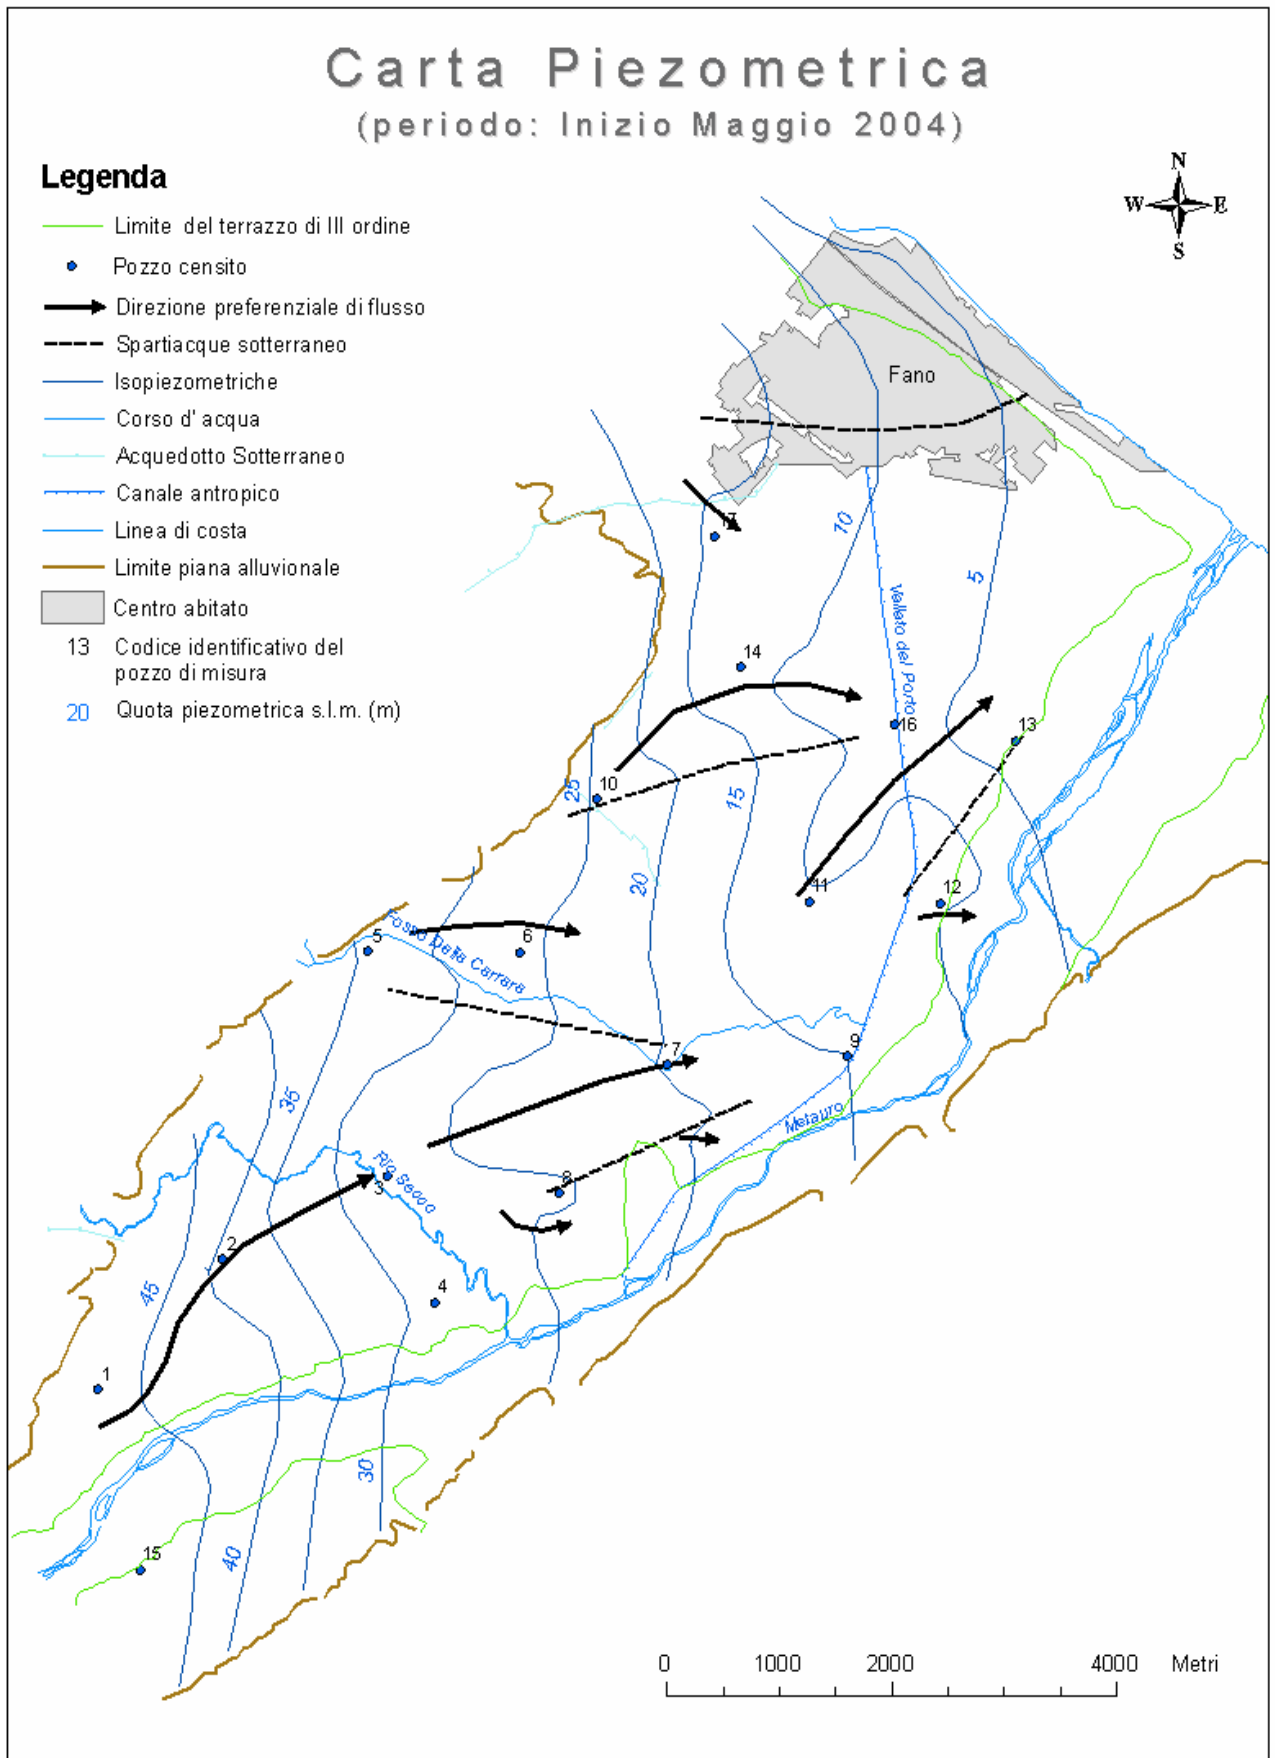 Carta Piezometrica
(periodo: Inizio Maggio 2004)
Legenda
Limite del terrazzo di III ordine
Pozzo censito
Direzione preferenziale di flusso
Spartiacque sotterraneo
Isopiezometriche
Corso d' acqua
Acquedotto Sotterraneo
Canale antropico
Linea di costa
Limite piana alluvionale
Centro abitato
13 Codice identificativo del
pozzo di misura
20 Quota piezometrica s.l.m. (m)
N
W E
S
Fano
17
10
5
Vallato del Porto
14
16
13
10
25
15
20
11
12
5
Fosso Della Carrara
6
7
9
35
Metauro
Rio Secco
3
8
2
45
4
1
30
40
15
0 1000 2000 4000 Metri